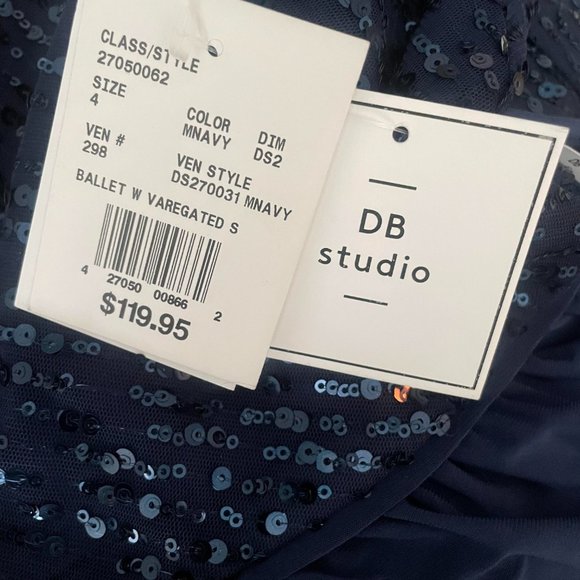 CLASS/STYLE
27050062
SIZE
4
COLOR DIM
MNAVY DS2
VEN #
298
VEN STYLE
DS270031 MNAVY
BALLET W VAREGATED S
4 27050 00866 2
$119.95
DB
studio